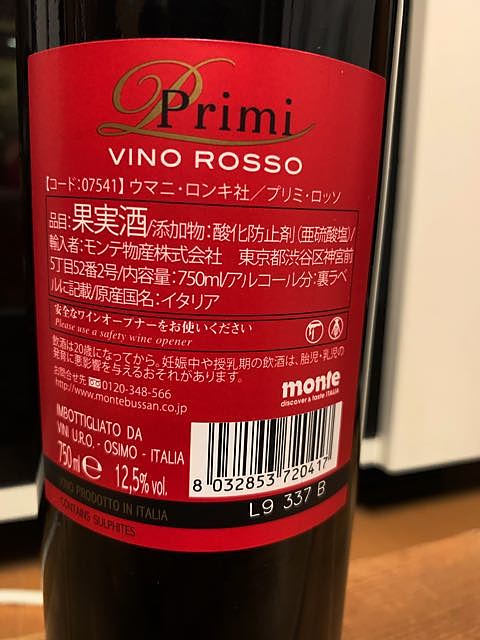 Primi
VINO ROSSO
【コード:07541】ウマニ・ロンキ社／プリミ・ロッソ
品目:果実酒/添加物:酸化防止剤(亜硫酸塩)/
輸入者:モンテ物産株式会社 東京都渋谷区神宮前
5丁目52番2号/内容量:750ml/アルコール分:裏ラベ
ルに記載/原産国名:イタリア
安全なワインオープナーをお使いください
Please use a safety wine opener
飲酒は20歳になってから。妊娠中や授乳期の飲酒は、胎児・乳児の
発育に悪影響を与えるおそれがあります。
お問合せ先 0120-348-566
http://www.montebussan.co.jp
monte
discover & taste ITALIA
IMBOTTIGLIATO DA
VINI U.R.O. - OSIMO - ITALIA
750 ml e 12,5% vol.
8 032853 720417
VINO PRODOTTO IN ITALIA
L9 337 B
CONTAINS SULPHITES